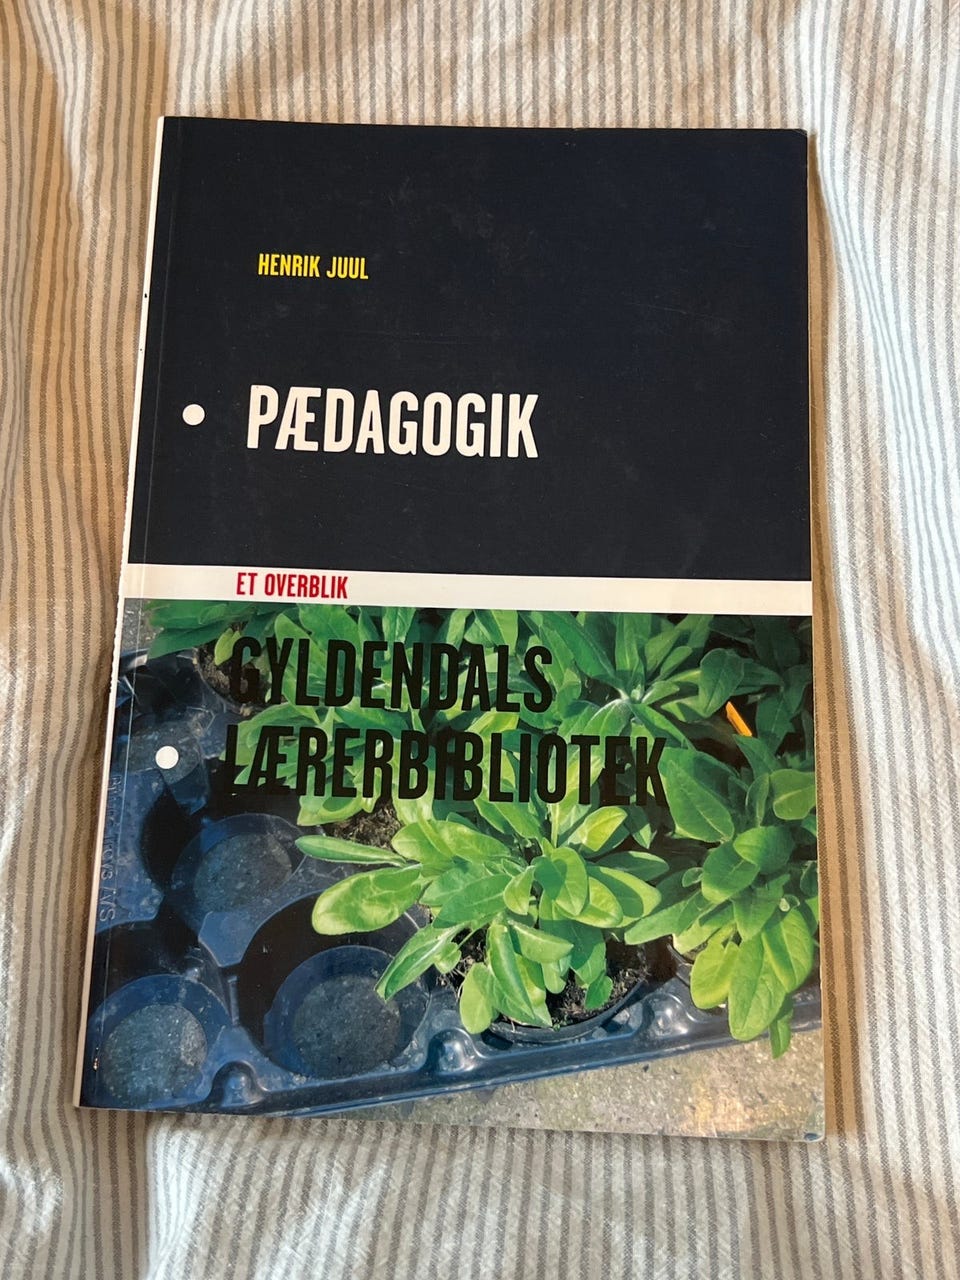 HENRIK JUUL
PÆDAGOGIK
ET OVERBLIK
GYLDENDALS
LÆRERBIBLIOTEK